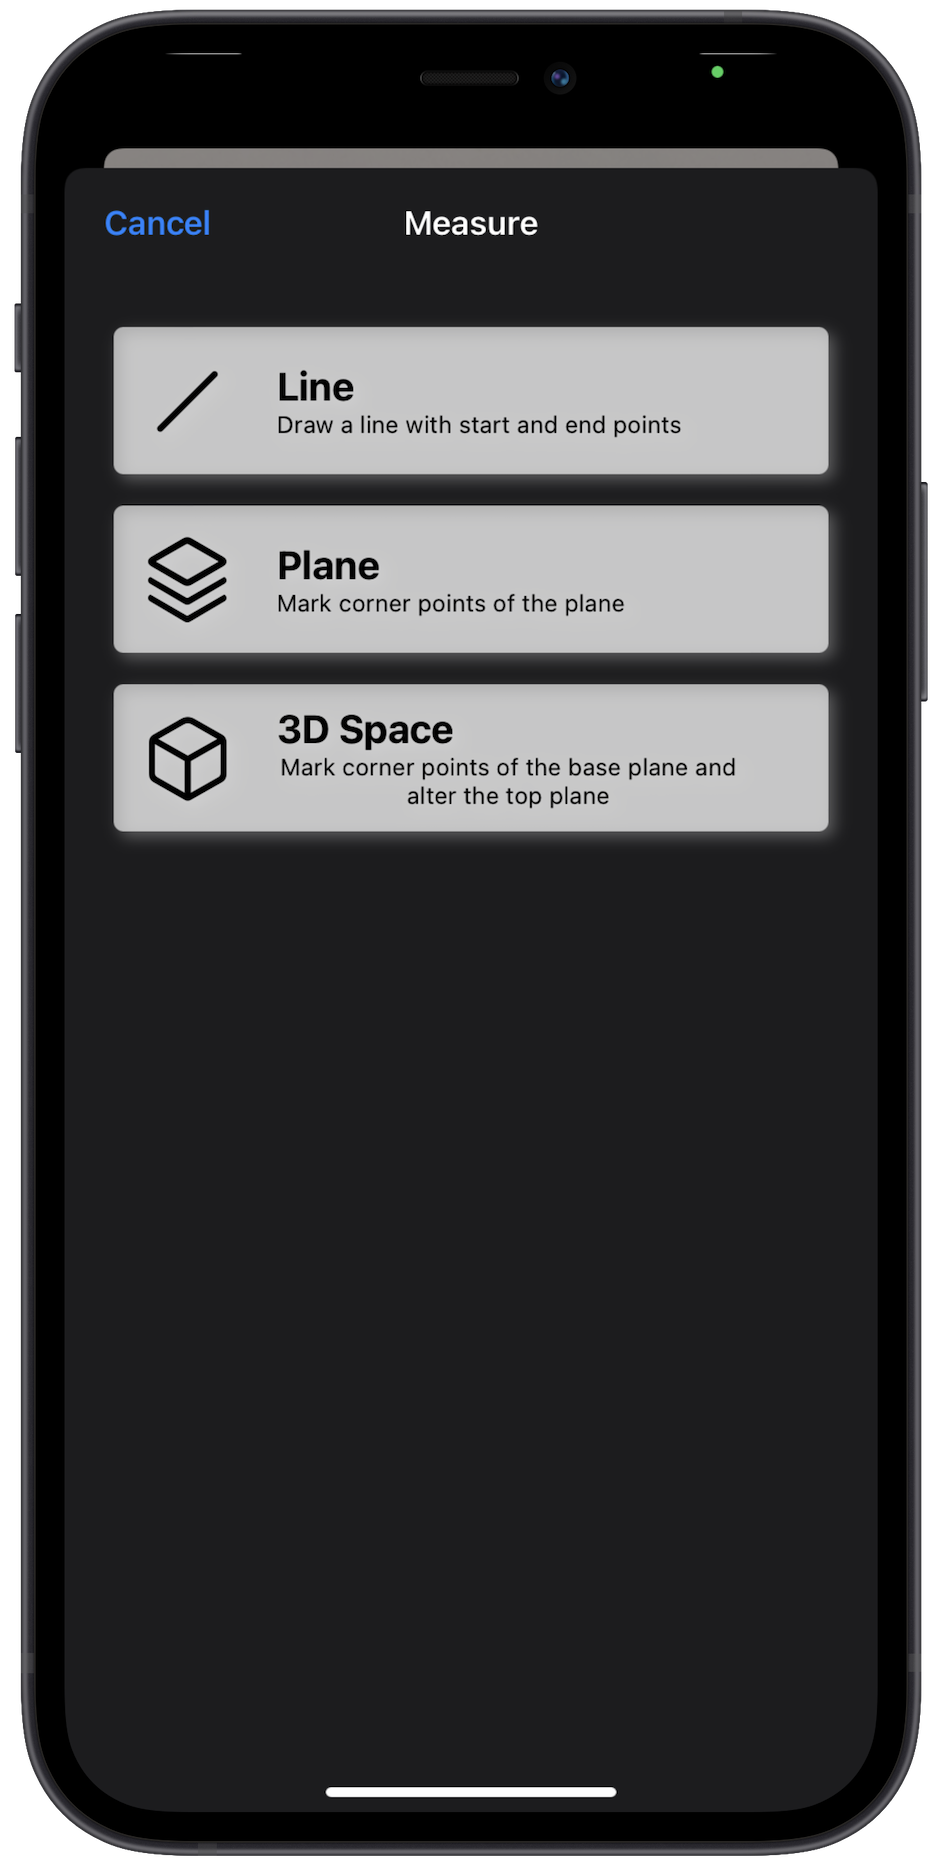 Cancel
Measure
Line
Draw a line with start and end points
Plane
Mark corner points of the plane
3D Space
Mark corner points of the base plane and
alter the top plane